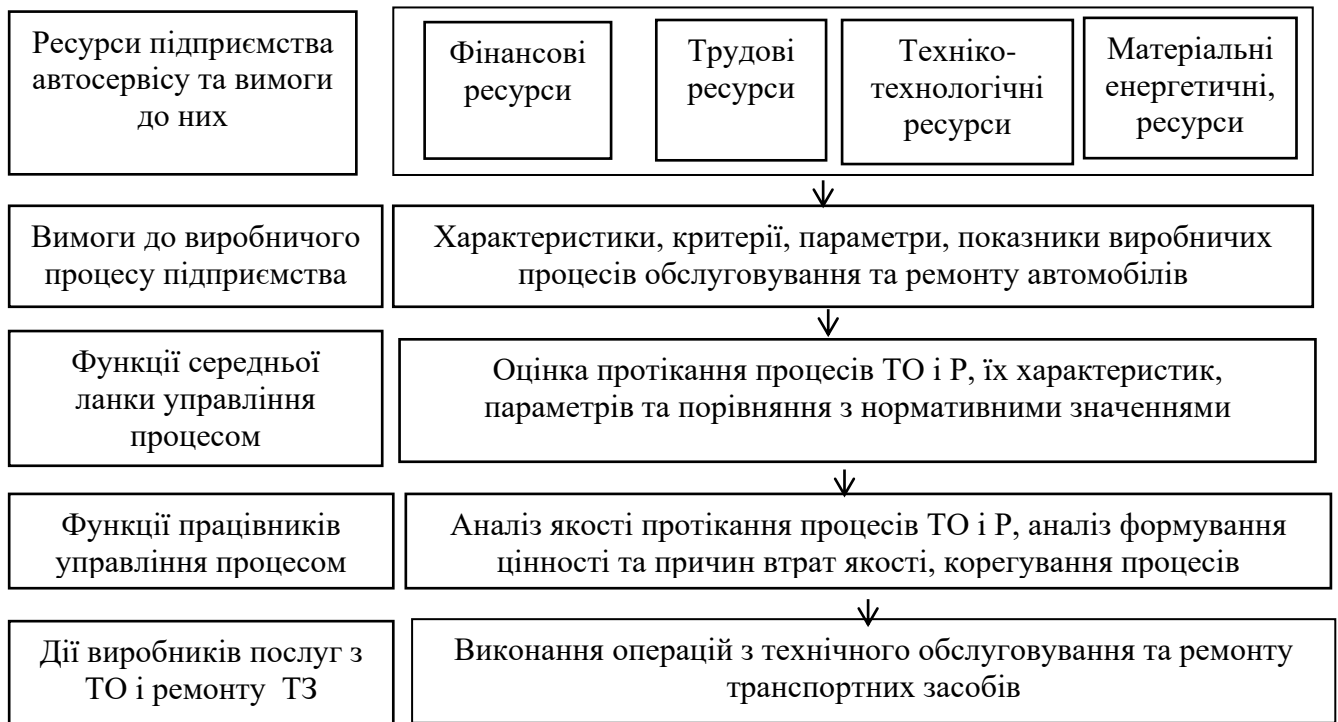 Ресурси підприємства
автосервісу та вимоги
до них
Фінансові
ресурси
Трудові
ресурси
Техніко-
технологічні
ресурси
Матеріальні
енергетичні,
ресурси
Вимоги до виробничого
процесу підприємства
Характеристики, критерії, параметри, показники виробничих
процесів обслуговування та ремонту автомобілів
Функції середньої
ланки управління
процесом
Оцінка протікання процесів ТО і Р, їх характеристик,
параметрів та порівняння з нормативними значеннями
Функції працівників
управління процесом
Аналіз якості протікання процесів ТО і Р, аналіз формування
цінності та причин втрат якості, корегування процесів
Дії виробників послуг з
ТО і ремонту ТЗ
Виконання операцій з технічного обслуговування та ремонту
транспортних засобів